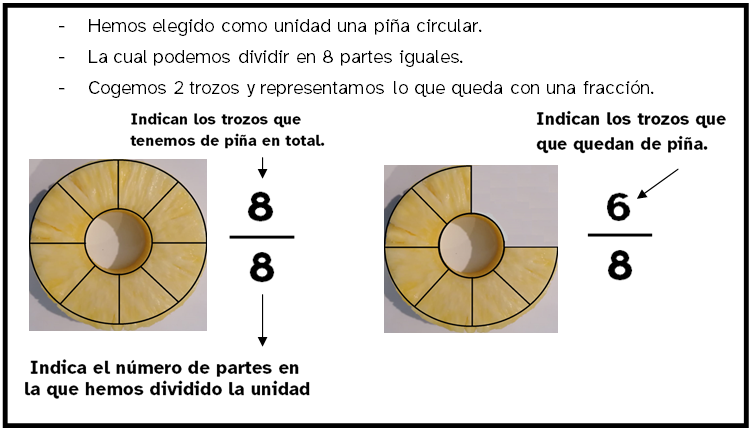 - Hemos elegido como unidad una piña circular.
- La cual podemos dividir en 8 partes iguales.
- Cogemos 2 trozos y representamos lo que queda con una fracción.
Indican los trozos que
tenemos de piña en total.
8
8
Indica el número de partes en
la que hemos dividido la unidad
Indican los trozos que
que quedan de piña.
6
8